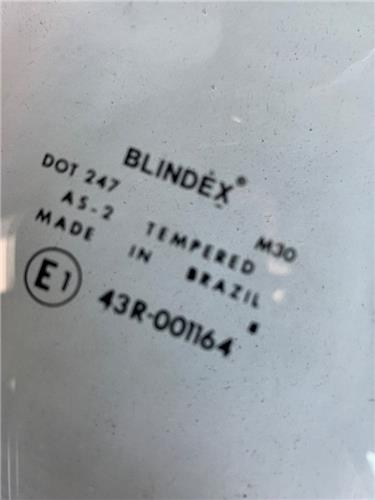 BLINDEX®
DOT 247 M30
AS-2 TEMPERED
MADE IN BRAZIL
E1 43R-001164